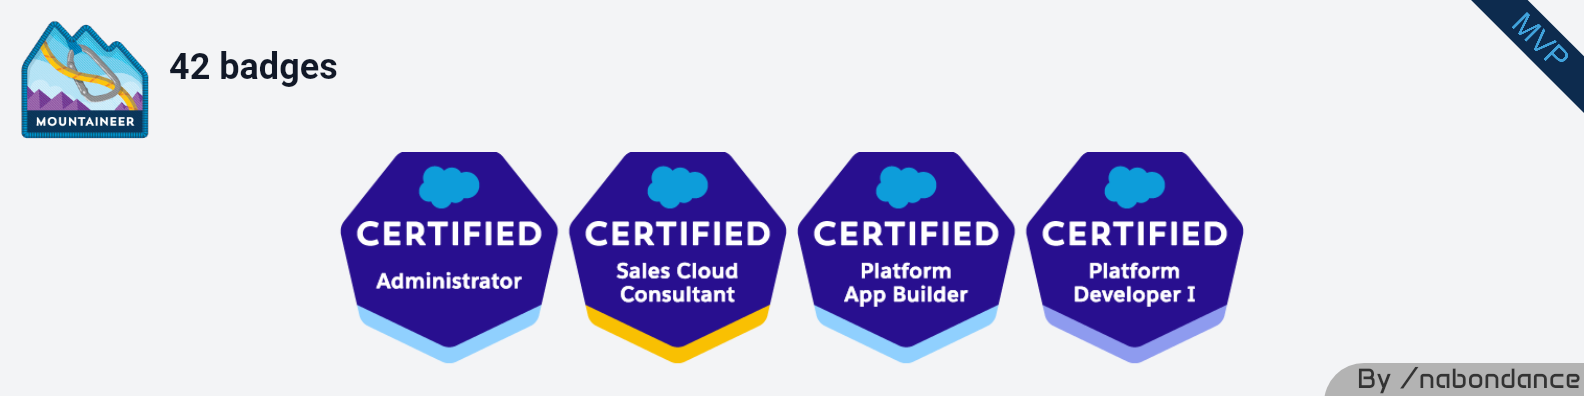 MOUNTAINEER
42 badges
MVP
CERTIFIED
Administrator
CERTIFIED
Sales Cloud
Consultant
CERTIFIED
Platform
App Builder
CERTIFIED
Platform
Developer I
By /nabondance